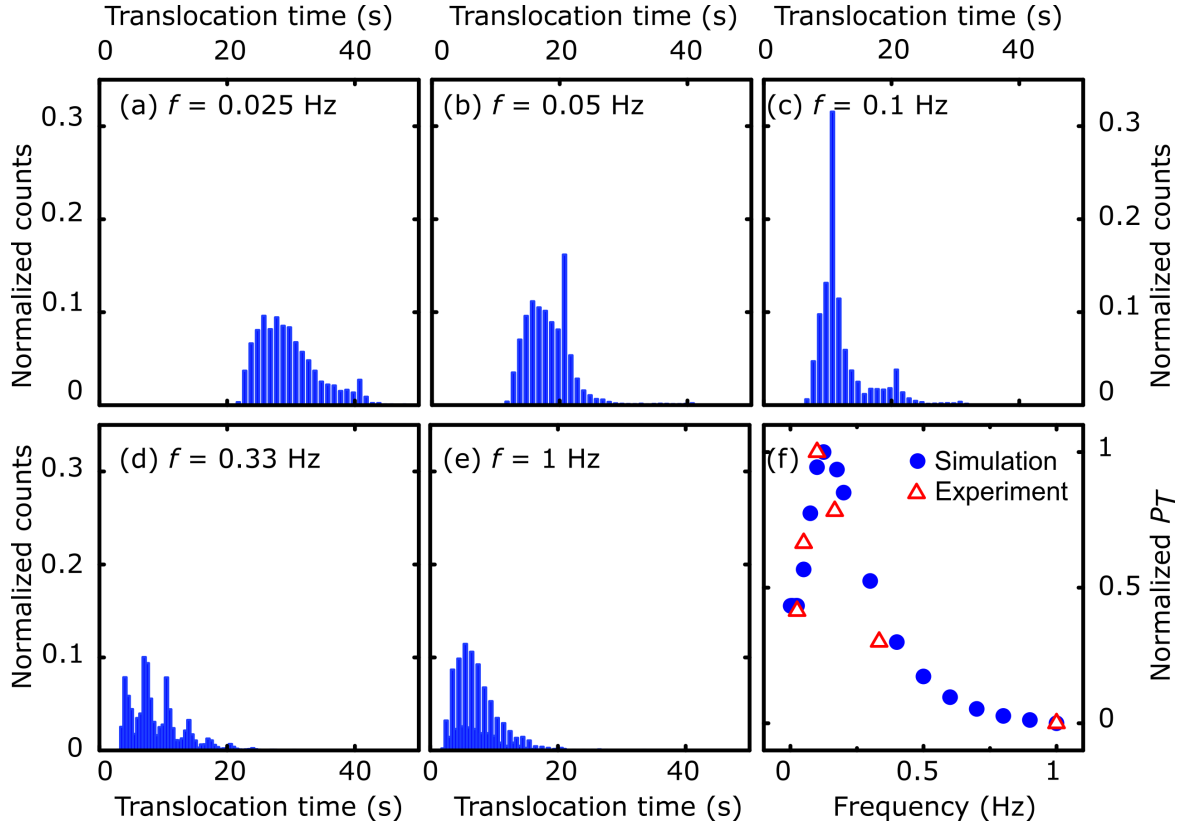 Translocation time (s)
Translocation time (s)
Translocation time (s)
0 20 40
0 20 40
0 20 40
Normalized counts
0.3
0.2
0.1
0
(a) f = 0.025 Hz
(b) f = 0.05 Hz
(c) f = 0.1 Hz
0.3
0.2
0.1
0
Normalized counts
Normalized counts
0.3
0.2
0.1
0
(d) f = 0.33 Hz
(e) f = 1 Hz
(f)
Simulation
Experiment
1
0.5
0
Normalized PT
0 20 40
0 20 40
0 0.5 1
Translocation time (s)
Translocation time (s)
Frequency (Hz)